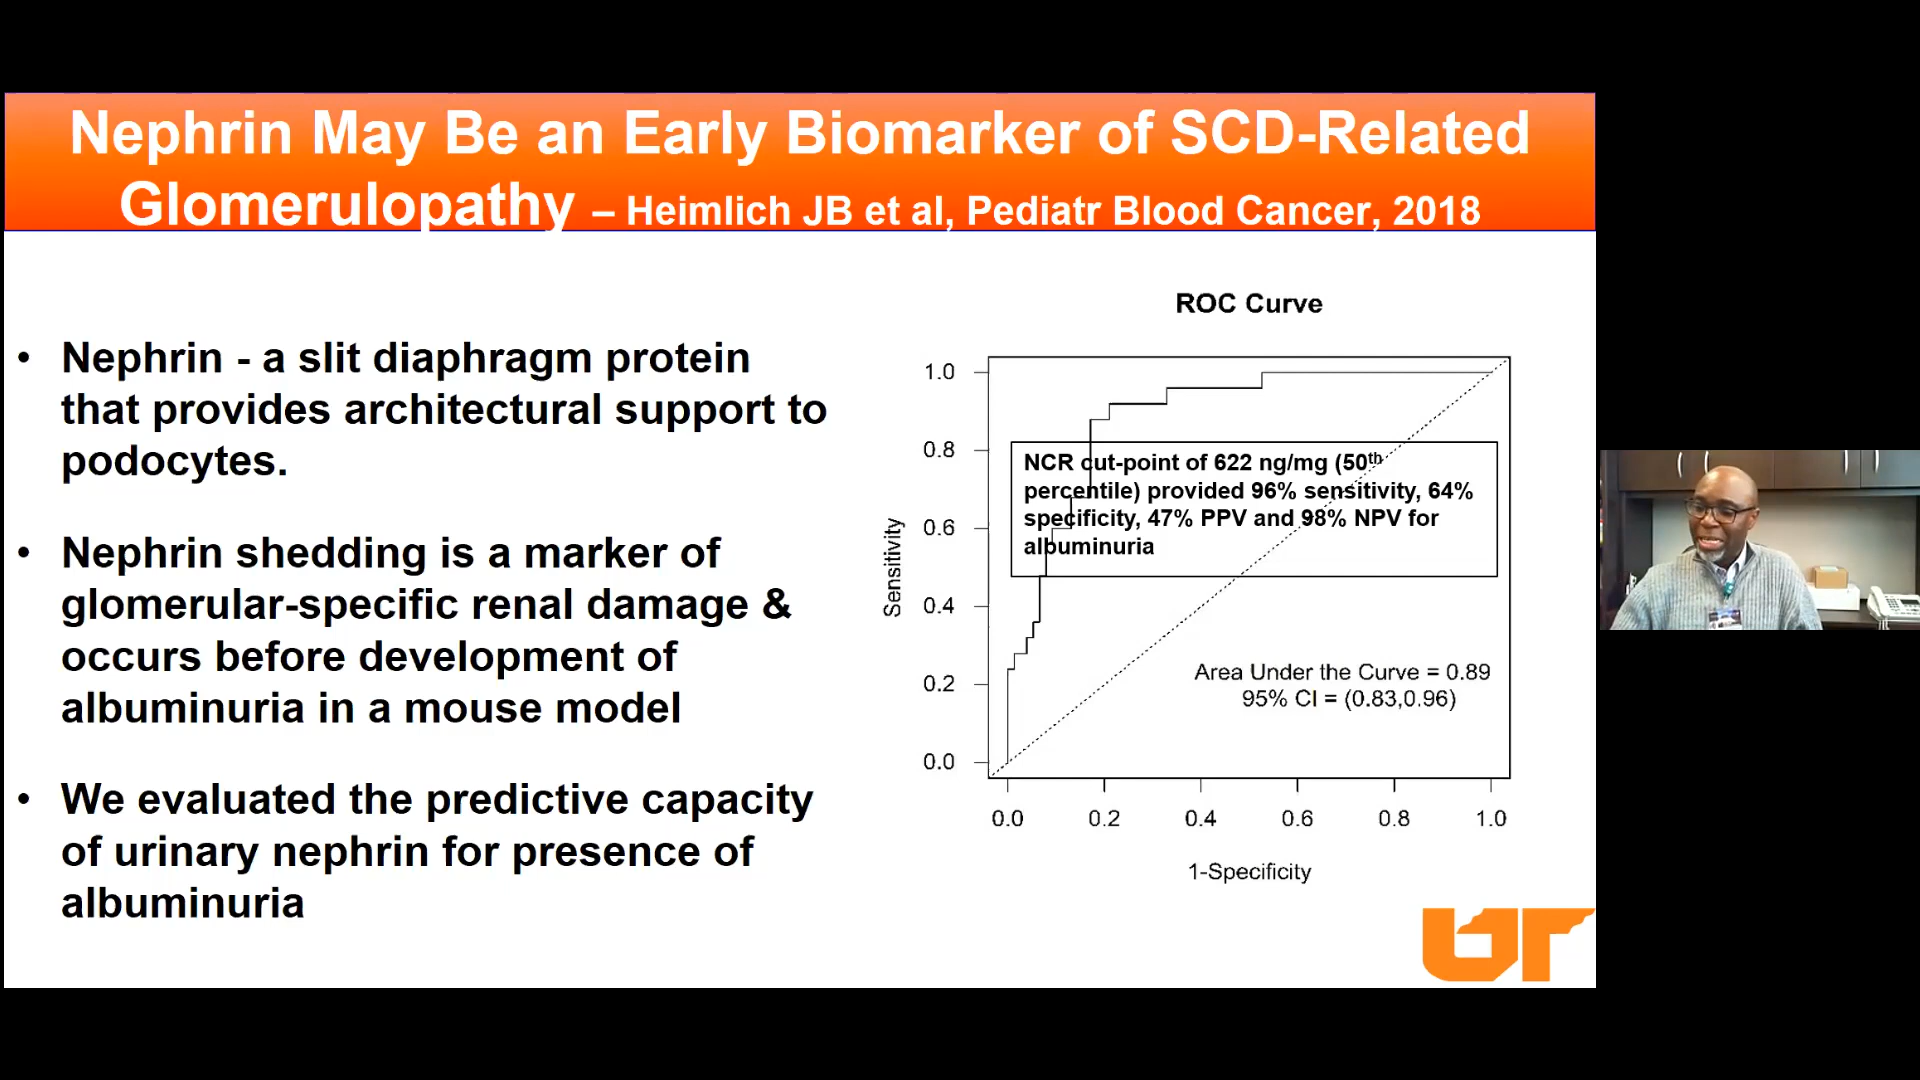 Nephrin May Be an Early Biomarker of SCD-Related
Glomerulopathy – Heimlich JB et al, Pediatr Blood Cancer, 2018
• Nephrin - a slit diaphragm protein
that provides architectural support to
podocytes.
• Nephrin shedding is a marker of
glomerular-specific renal damage &
occurs before development of
albuminuria in a mouse model
• We evaluated the predictive capacity
of urinary nephrin for presence of
albuminuria
ROC Curve
1.0
0.8
0.6
0.4
0.2
0.0
Sensitivity
NCR cut-point of 622 ng/mg (50th
percentile) provided 96% sensitivity, 64%
specificity, 47% PPV and 98% NPV for
albuminuria
Area Under the Curve = 0.89
95% CI = (0.83,0.96)
0.0 0.2 0.4 0.6 0.8 1.0
1-Specificity
UT